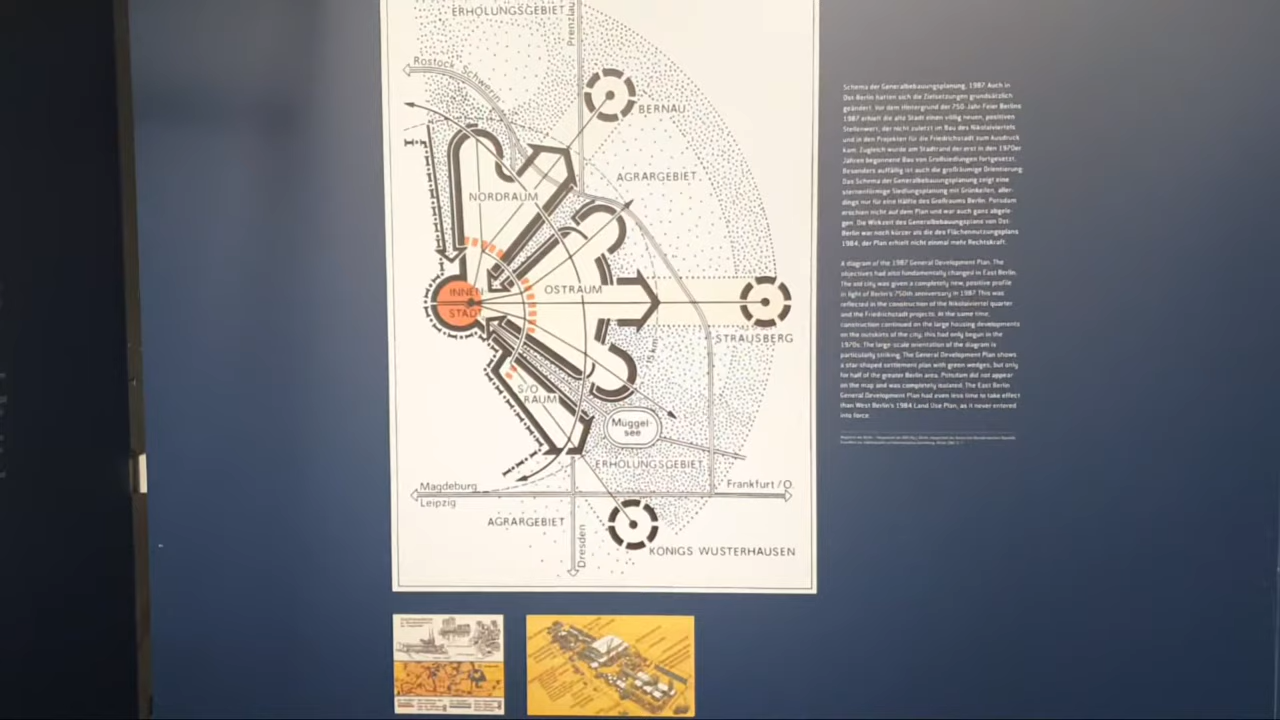 ERHOLUNGSGEBIET
Prenzlau
Rostock Schwerin
BERNAU
AGRARGEBIET
NORDRAUM
INNEN-
STADT
OSTRAUM
STRAUSBERG
15 km
S/O
RAUM
Müggel-
see
ERHOLUNGSGEBIET
Magdeburg
Leipzig
Frankfurt/O.
AGRARGEBIET
Dresden
KÖNIGS WUSTERHAUSEN
Schema der Generalbebauungsplanung, 1987. Auch in
Ost-Berlin hatten sich die Zielsetzungen grundsätzlich
geändert. Vor dem Hintergrund der 750-Jahr-Feier Berlins
1987 erhielt die alte Stadt einen völlig neuen, positiven
Stellenwert, der nicht zuletzt im Bau des Nikolaiviertels
und in den Projekten für die Friedrichstadt zum Ausdruck
kam. Zugleich wurde am Stadtrand der erst in den 1970er
Jahren begonnene Bau von Großsiedlungen fortgesetzt.
Besonders auffällig ist auch die großräumige Orientierung.
Das Schema der Generalbebauungsplanung zeigt eine
sternförmige Siedlungsplanung mit Grünkeilen, aller-
dings nur für eine Hälfte des Großraums Berlin. Potsdam
erschien nicht auf dem Plan und war auch ganz abgele-
gen. Die Wirkzeit des Generalbebauungsplans von Ost-
Berlin war noch kürzer als die des Flächennutzungsplans
1984, der Plan erhielt nicht einmal mehr Rechtskraft.
A diagram of the 1987 General Development Plan. The
objectives had also fundamentally changed in East Berlin.
The old city was given a completely new, positive profile
in light of Berlin's 750th anniversary in 1987. This was
reflected in the construction of the Nikolaiviertel quarter
and the Friedrichstadt projects. At the same time,
construction continued on the large housing developments
on the outskirts of the city; this had only begun in the
1970s. The large-scale orientation of the diagram is
particularly striking. The General Development Plan shows
a star-shaped settlement plan with green wedges, but only
for half of the greater Berlin area. Potsdam did not appear
on the map and was completely isolated. The East Berlin
General Development Plan had even less time to take effect
than West Berlin's 1984 Land Use Plan, as it never entered
into force.